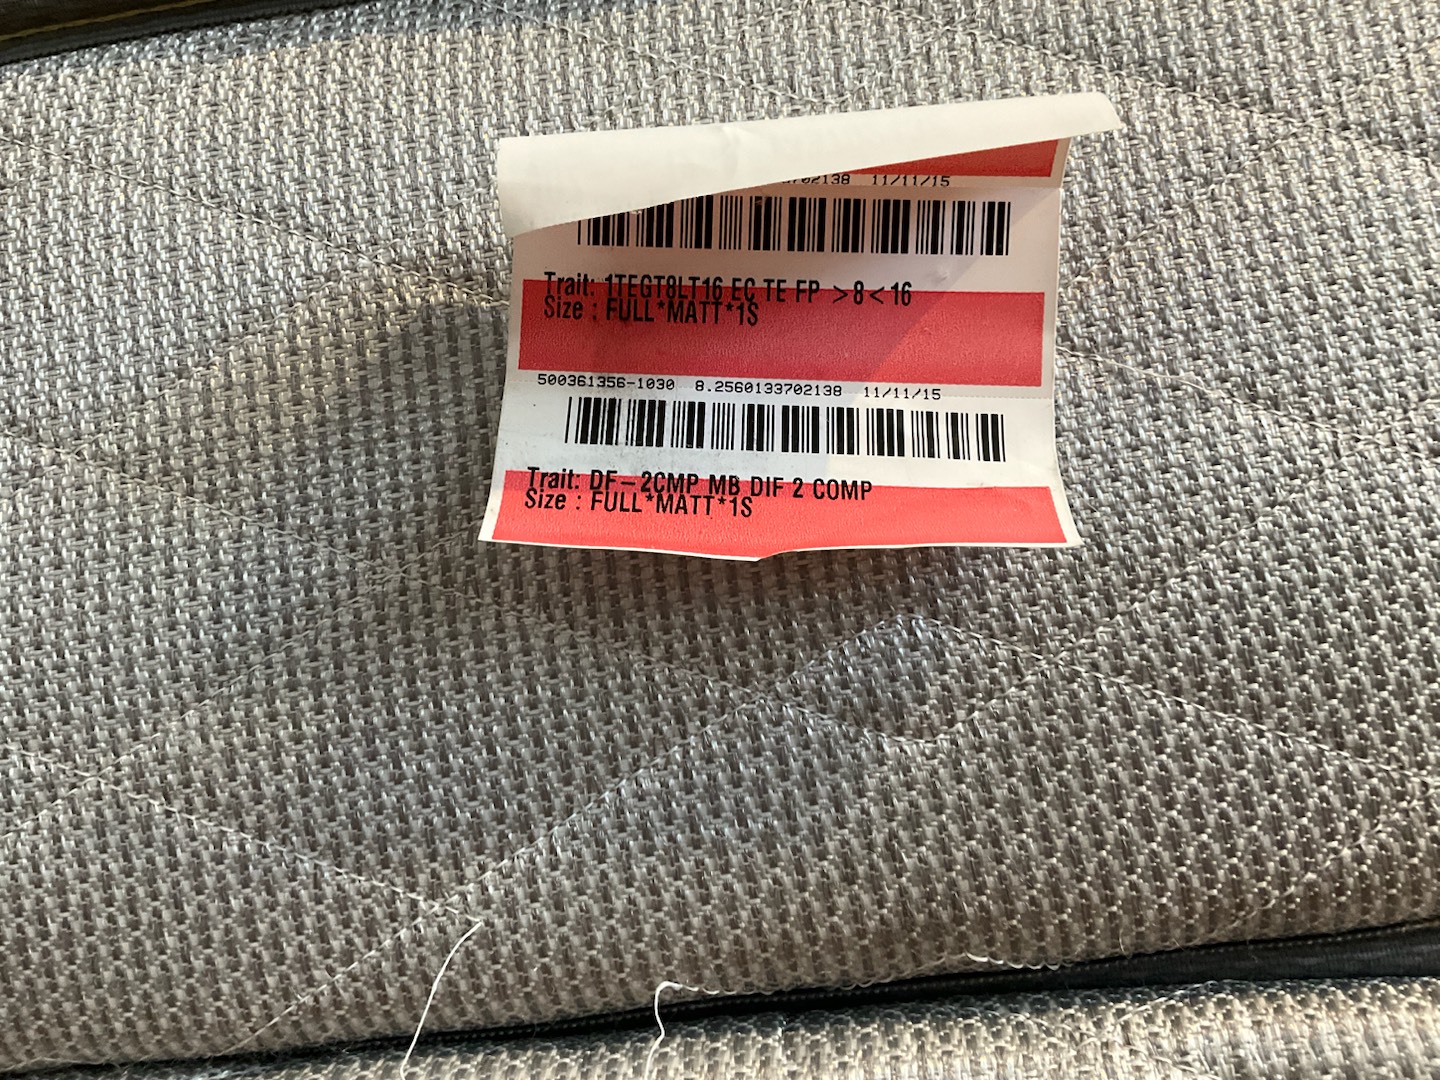 702138 11/11/15
Trait: 1TEGT8LT16 EC TE FP >8<16
Size : FULL*MATT*1S
500361356-1030 8.2560133702138 11/11/15
Trait: DF-2CMP MB DIF 2 COMP
Size : FULL*MATT*1S